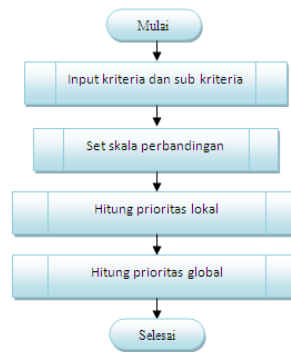 Mulai
Input kriteria dan sub kriteria
Set skala perbandingan
Hitung prioritas lokal
Hitung prioritas global
Selesai